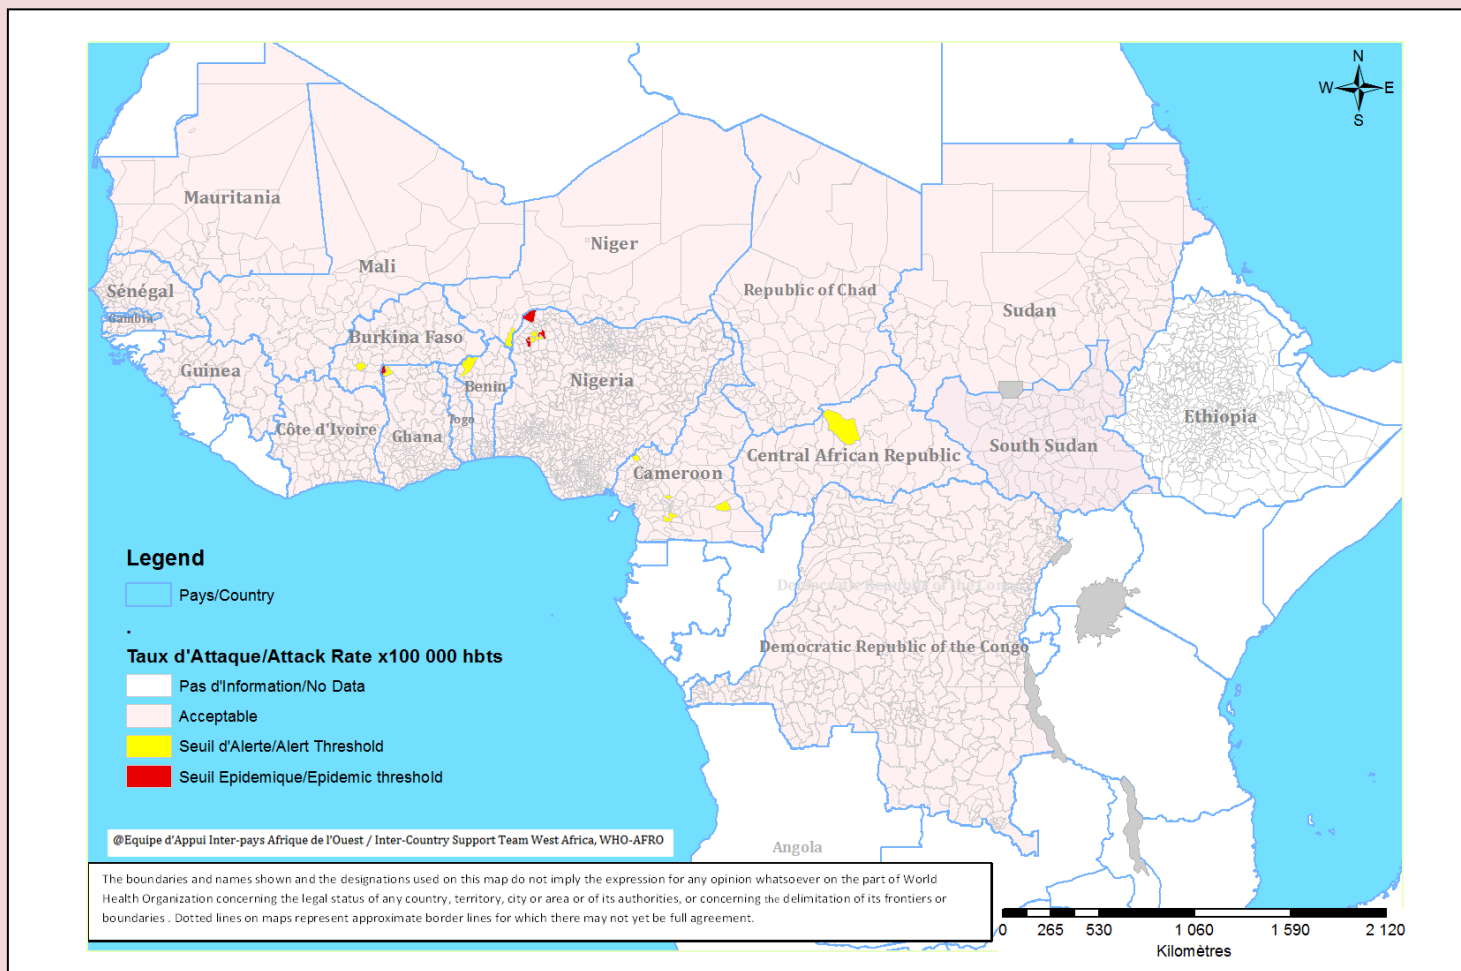 N
W
E
S
Mauritania
Niger
Mali
Sénégal
Gambia
Republic of Chad
Sudan
Burkina Faso
Guinea
Nigeria
Benin
Togo
Côte d'Ivoire
Ghana
Ethiopia
South Sudan
Central African Republic
Cameroon
Democratic Republic of the Congo
Democratic Republic of the Congo
Angola
Legend
Pays/Country
.
Taux d'Attaque/Attack Rate x100 000 hbts
Pas d'Information/No Data
Acceptable
Seuil d'Alerte/Alert Threshold
Seuil Epidemique/Epidemic threshold
@Equipe d'Appui Inter-pays Afrique de l'Ouest / Inter-Country Support Team West Africa, WHO-AFRO
The boundaries and names shown and the designations used on this map do not imply the expression for any opinion whatsoever on the part of World
Health Organization concerning the legal status of any country, territory, city or area or of its authorities, or concerning the delimitation of its frontiers or
boundaries . Dotted lines on maps represent approximate border lines for which there may not yet be full agreement.
0 265 530 1 060 1 590 2 120
Kilomètres